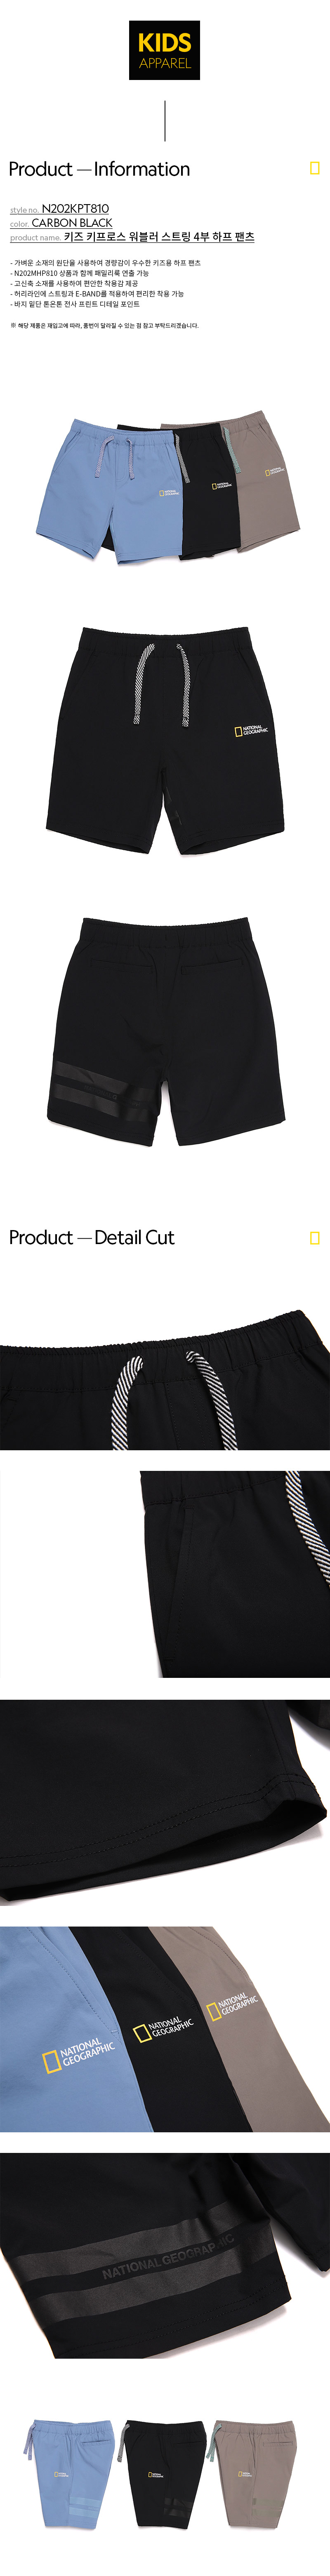 KIDS
APPAREL
Product — Information
style no. N202KPT810
color. CARBON BLACK
product name. 키즈 키프로스 워블러 스트링 4부 하프 팬츠
- 가벼운 소재의 원단을 사용하여 경량감이 우수한 키즈용 하프 팬츠
- N202MHP810 상품과 함께 패밀리룩 연출 가능
- 고신축 소재를 사용하여 편안한 착용감 제공
- 허리라인에 스트링과 E-BAND를 적용하여 편리한 착용 가능
- 바지 밑단 톤온톤 전사 프린트 디테일 포인트
※ 해당 제품은 재입고에 따라, 품번이 달라질 수 있는 점 참고 부탁드리겠습니다.
NATIONAL
GEOGRAPHIC
NATIONAL
GEOGRAPHIC
NATIONAL
GEOGRAPHIC
NATIONAL
GEOGRAPHIC
Product — Detail Cut
NATIONAL
GEOGRAPHIC
NATIONAL
GEOGRAPHIC
NATIONAL
GEOGRAPHIC
NATIONAL GEOGRAPHIC
NATIONAL
GEOGRAPHIC
NATIONAL
GEOGRAPHIC
NATIONAL
GEOGRAPHIC